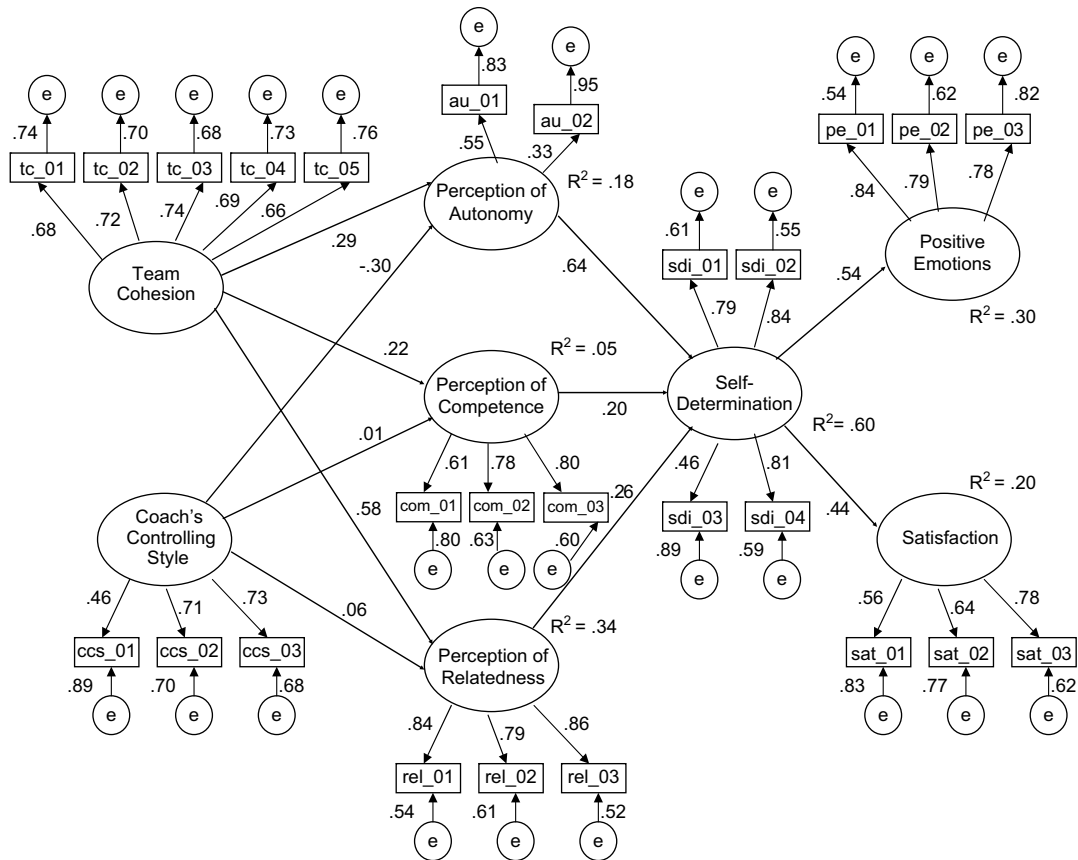 e
e
e
e
e
e
e
e
e
e
.83
.95
.54
.62
.82
.74
.70
.68
.73
.76
au_01
au_02
pe_01
pe_02
pe_03
tc_01
tc_02
tc_03
tc_04
tc_05
.55
.33
.84
.79
.78
.68
.72
.74
.69
.66
Perception of
Autonomy
R² = .18
e
e
.61
.55
sdi_01
sdi_02
.79
.84
Positive
Emotions
R² = .30
Team
Cohesion
.29
-.30
.64
.54
.22
R² = .05
Perception of
Competence
.20
Self-
Determination
R²= .60
.01
.61
.78
.80
com_01
com_02
com_03
.80
.63
.60
e
e
e
.26
.46
.81
sdi_03
sdi_04
.89
.59
e
e
.44
R² = .20
Satisfaction
.56
.64
.78
sat_01
sat_02
sat_03
.83
.77
.62
e
e
e
Coach's
Controlling
Style
.58
.06
.46
.71
.73
ccs_01
ccs_02
ccs_03
.89
.70
.68
e
e
e
R² = .34
Perception of
Relatedness
.84
.79
.86
rel_01
rel_02
rel_03
.54
.61
.52
e
e
e